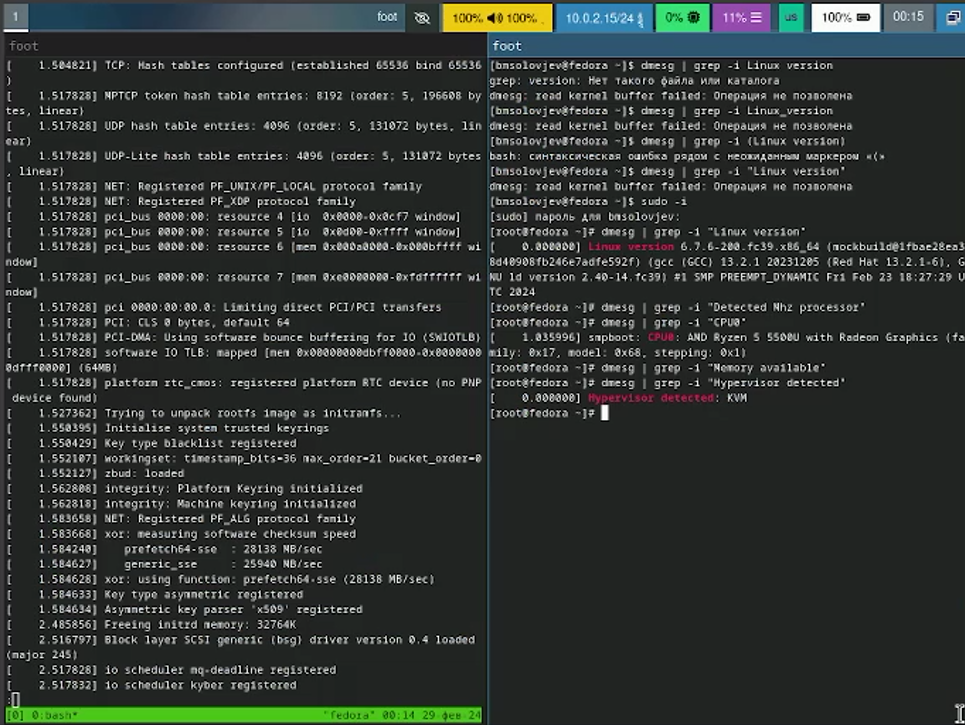 1
foot
100% 100%
10.0.2.15/24
0%
11%
us
100%
00:15
foot
[    1.504821] TCP: Hash tables configured (established 65536 bind 65536
)
[    1.517828] MPTCP token hash table entries: 8192 (order: 5, 196608 by
tes, linear)
[    1.517828] UDP hash table entries: 4096 (order: 5, 131072 bytes, lin
ear)
[    1.517828] UDP-Lite hash table entries: 4096 (order: 5, 131072 bytes
, linear)
[    1.517828] NET: Registered PF_UNIX/PF_LOCAL protocol family
[    1.517828] NET: Registered PF_XDP protocol family
[    1.517828] pci_bus 0000:00: resource 4 [io  0x0000-0x0cf7 window]
[    1.517828] pci_bus 0000:00: resource 5 [io  0x0d00-0xffff window]
[    1.517828] pci_bus 0000:00: resource 6 [mem 0x000a0000-0x000bffff wi
ndow]
[    1.517828] pci_bus 0000:00: resource 7 [mem 0xe0000000-0xfdffffff wi
ndow]
[    1.517828] pci 0000:00:00.0: Limiting direct PCI/PCI transfers
[    1.517828] PCI: CLS 0 bytes, default 64
[    1.517828] PCI-DMA: Using software bounce buffering for IO (SWIOTLB)
[    1.517828] software IO TLB: mapped [mem 0x00000000dbff0000-0x0000000
0dfff0000] (64MB)
[    1.517828] platform rtc_cmos: registered platform RTC device (no PNP
device found)
[    1.527362] Trying to unpack rootfs image as initramfs...
[    1.550395] Initialise system trusted keyrings
[    1.550429] Key type blacklist registered
[    1.552107] workingset: timestamp_bits=36 max_order=21 bucket_order=0
[    1.552127] zbud: loaded
[    1.562808] integrity: Platform Keyring initialized
[    1.562818] integrity: Machine keyring initialized
[    1.583658] NET: Registered PF_ALG protocol family
[    1.583668] xor: measuring software checksum speed
[    1.584240]    prefetch64-sse  : 28138 MB/sec
[    1.584627]    generic_sse     : 25940 MB/sec
[    1.584628] xor: using function: prefetch64-sse (28138 MB/sec)
[    1.584633] Key type asymmetric registered
[    1.584634] Asymmetric key parser 'x509' registered
[    2.485856] Freeing initrd memory: 32764K
[    2.516797] Block layer SCSI generic (bsg) driver version 0.4 loaded
(major 245)
[    2.517828] io scheduler mq-deadline registered
[    2.517832] io scheduler kyber registered
:
[0] 0:bash* "fedora" 00:14 29-фев-24
foot
[bmsolovjev@fedora ~]$ dmesg | grep -i Linux version
grep: version: Нет такого файла или каталога
dmesg: read kernel buffer failed: Операция не позволена
[bmsolovjev@fedora ~]$ dmesg | grep -i Linux_version
dmesg: read kernel buffer failed: Операция не позволена
[bmsolovjev@fedora ~]$ dmesg | grep -i (Linux version)
bash: синтаксическая ошибка рядом с неожиданным маркером «(»
[bmsolovjev@fedora ~]$ dmesg | grep -i "Linux version"
dmesg: read kernel buffer failed: Операция не позволена
[bmsolovjev@fedora ~]$ sudo -i
[sudo] пароль для bmsolovjev:
[root@fedora ~]# dmesg | grep -i "Linux version"
[    0.000000] Linux version 6.7.6-200.fc39.x86_64 (mockbuild@1fbae28ea3
8d40908fb246e7adfe592f) (gcc (GCC) 13.2.1 20231205 (Red Hat 13.2.1-6), G
NU ld version 2.40-14.fc39) #1 SMP PREEMPT_DYNAMIC Fri Feb 23 18:27:29 U
TC 2024
[root@fedora ~]# dmesg | grep -i "Detected Mhz processor"
[root@fedora ~]# dmesg | grep -i "CPU0"
[    1.035996] smpboot: CPU0: AMD Ryzen 5 5500U with Radeon Graphics (fa
mily: 0x17, model: 0x68, stepping: 0x1)
[root@fedora ~]# dmesg | grep -i "Memory available"
[root@fedora ~]# dmesg | grep -i "Hypervisor detected"
[    0.000000] Hypervisor detected: KVM
[root@fedora ~]#